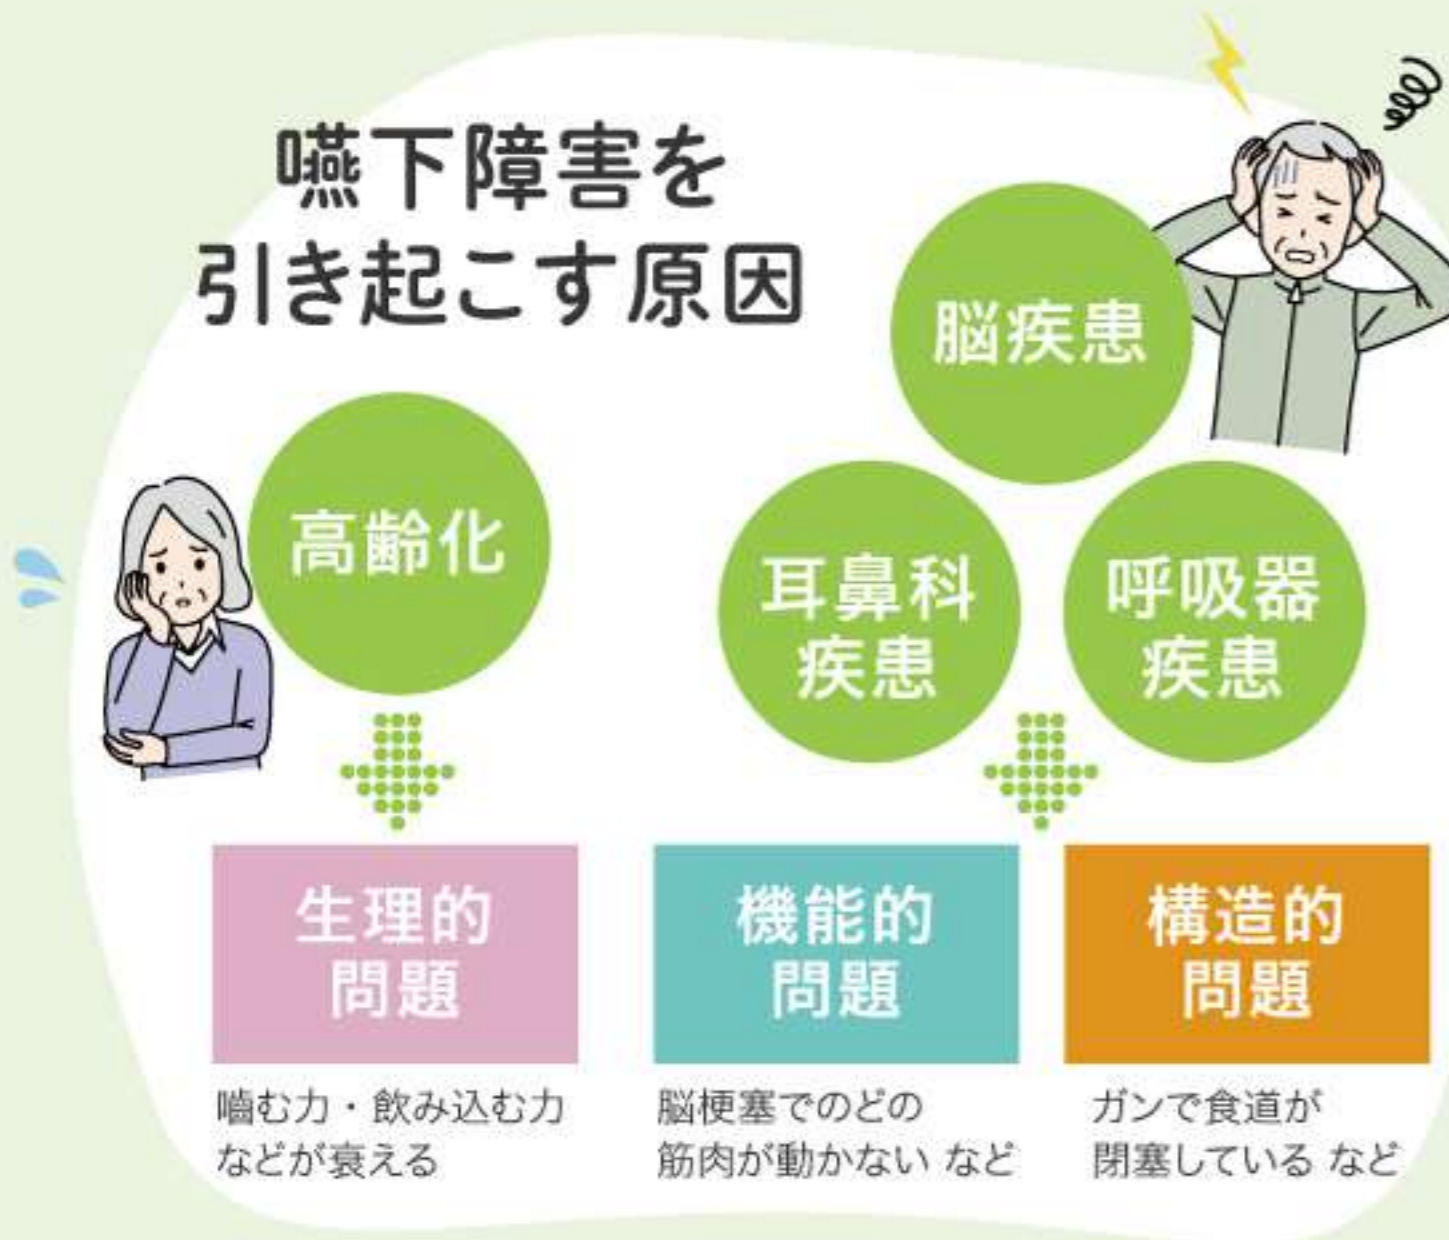 嚥下障害を
引き起こす原因
脳疾患
高齢化
耳鼻科
疾患
呼吸器
疾患
生理的
問題
機能的
問題
構造的
問題
嚙む力・飲み込む力
などが衰える
脳梗塞でのどの
筋肉が動かない など
ガンで食道が
閉塞している など